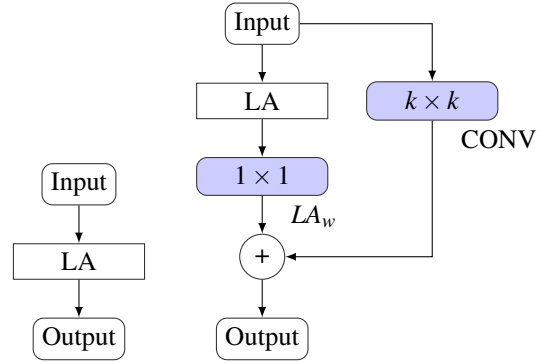 Input
LA
Output
Input
LA
1 × 1
LA_w
+
Output
k × k
CONV